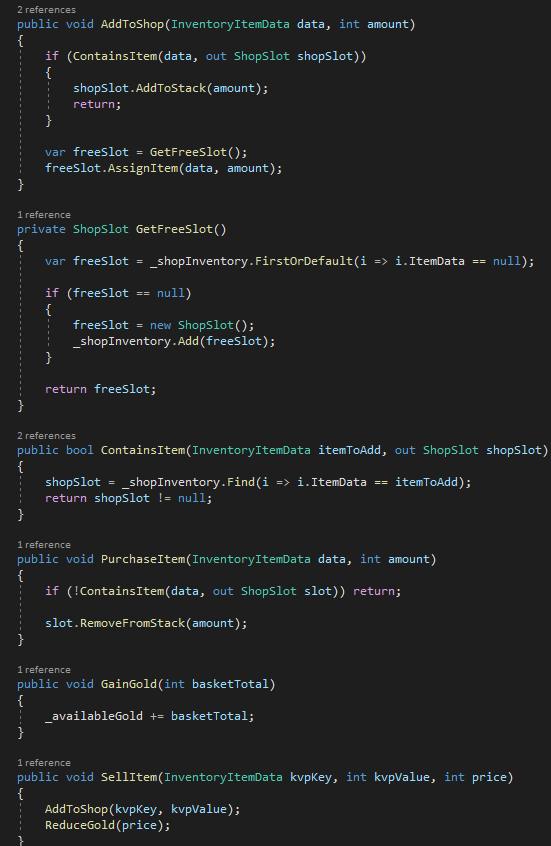 2 references
public void AddToShop(InventoryItemData data, int amount)
{
if (ContainsItem(data, out ShopSlot shopSlot))
{
shopSlot.AddToStack(amount);
return;
}
var freeSlot = GetFreeSlot();
freeSlot.AssignItem(data, amount);
}
1 reference
private ShopSlot GetFreeSlot()
{
var freeSlot = _shopInventory.FirstOrDefault(i => i.ItemData == null);
if (freeSlot == null)
{
freeSlot = new ShopSlot();
_shopInventory.Add(freeSlot);
}
return freeSlot;
}
2 references
public bool ContainsItem(InventoryItemData itemToAdd, out ShopSlot shopSlot)
{
shopSlot = _shopInventory.Find(i => i.ItemData == itemToAdd);
return shopSlot != null;
}
1 reference
public void PurchaseItem(InventoryItemData data, int amount)
{
if (!ContainsItem(data, out ShopSlot slot)) return;
slot.RemoveFromStack(amount);
}
1 reference
public void GainGold(int basketTotal)
{
_availableGold += basketTotal;
}
1 reference
public void SellItem(InventoryItemData kvpKey, int kvpValue, int price)
{
AddToShop(kvpKey, kvpValue);
ReduceGold(price);
}